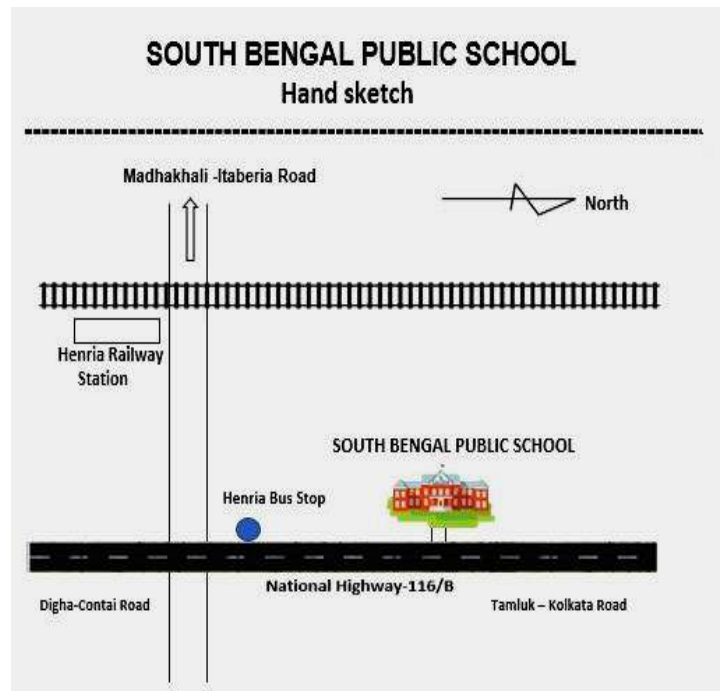 SOUTH BENGAL PUBLIC SCHOOL
Hand sketch
Madhakhali -Itaberia Road
North
Henria Railway
Station
SOUTH BENGAL PUBLIC SCHOOL
Henria Bus Stop
National Highway-116/B
Digha-Contai Road
Tamluk – Kolkata Road